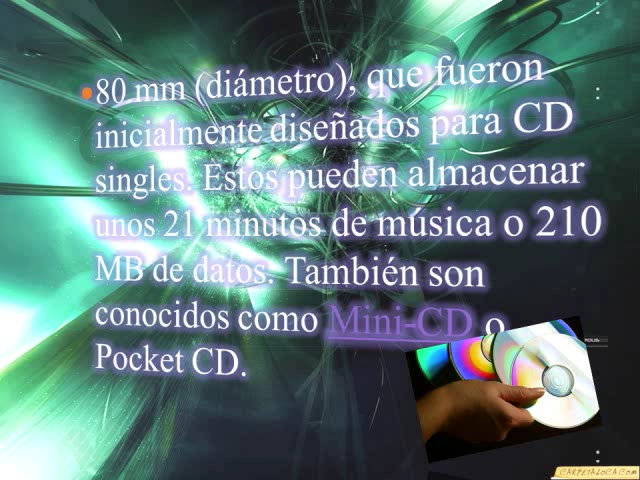 80 mm (diámetro), que fueron
inicialmente diseñados para CD
singles. Estos pueden almacenar
unos 21 minutos de música o 210
MB de datos. También son
conocidos como Mini-CD o
Pocket CD.
CARPETALOCA.COM